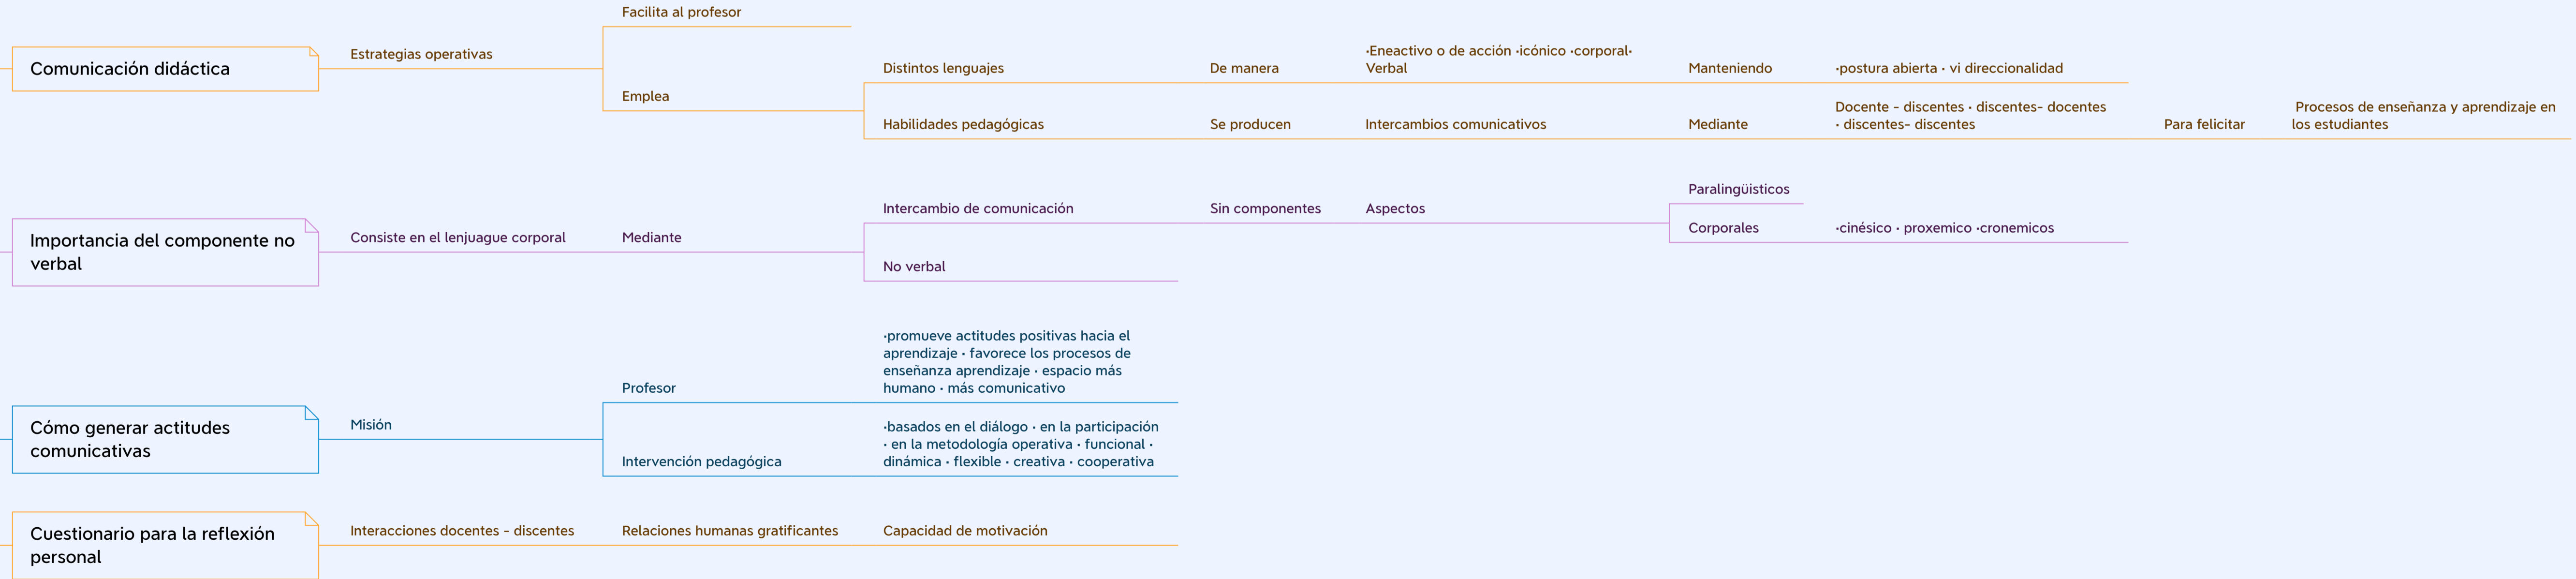 Comunicación didáctica
Estrategias operativas
Facilita al profesor
Emplea
Distintos lenguajes
De manera
·Eneactivo o de acción ·icónico ·corporal·
Verbal
Manteniendo
·postura abierta · vi direccionalidad
Habilidades pedagógicas
Se producen
Intercambios comunicativos
Mediante
Docente - discentes · discentes- docentes
· discentes- discentes
Para felicitar
Procesos de enseñanza y aprendizaje en
los estudiantes
Importancia del componente no
verbal
Consiste en el lenjuague corporal
Mediante
Intercambio de comunicación
Sin componentes
Aspectos
Paralingüisticos
Corporales
·cinésico · proxemico ·cronemicos
No verbal
Cómo generar actitudes
comunicativas
Misión
Profesor
·promueve actitudes positivas hacia el
aprendizaje · favorece los procesos de
enseñanza aprendizaje · espacio más
humano · más comunicativo
Intervención pedagógica
·basados en el diálogo · en la participación
· en la metodología operativa · funcional ·
dinámica · flexible · creativa · cooperativa
Cuestionario para la reflexión
personal
Interacciones docentes - discentes
Relaciones humanas gratificantes
Capacidad de motivación